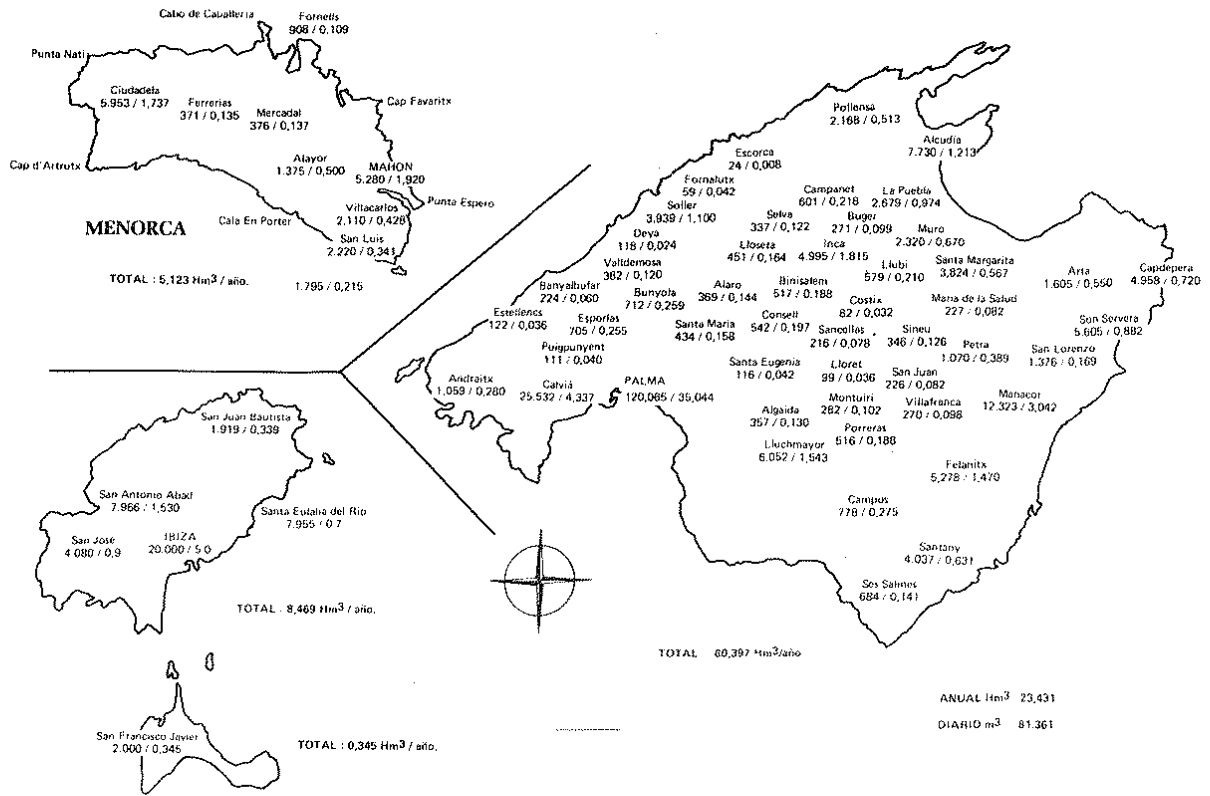 Cabo de Caballería
Fornells
908 / 0,109
Punta Nati
Ciudadela
5.953 / 1,737
Ferrerias
371 / 0,135
Mercadal
376 / 0,137
Cap Favaritx
Cap d'Artrutx
Alayor
1.375 / 0,500
MAHON
5.280 / 1,920
Punta Espero
Villacarlos
2.110 / 0,428
Cala En Porter
MENORCA
San Luis
2.220 / 0,341
TOTAL : 5,123 Hm3 / año.
1.795 / 0,215
Pollensa
2.168 / 0,513
Alcudia
7.730 / 1,213
Escorca
24 / 0,008
Fornalutx
59 / 0,042
Campanet
601 / 0,218
La Puebla
2.679 / 0,974
Soller
3,939 / 1,100
Selva
337 / 0,122
Buger
271 / 0,099
Muro
2.320 / 0,670
Deya
118 / 0,024
Lloseta
451 / 0,164
Inca
4.995 / 1.815
Valldemosa
362 / 0,120
Llubi
579 / 0,210
Santa Margarita
3,824 / 0,567
Arta
1.605 / 0,550
Capdepera
4.958 / 0,720
Banyalbufar
224 / 0,060
Bunyola
712 / 0,259
Alaro
369 / 0,144
Binisalem
517 / 0.188
Costix
82 / 0,032
Maria de la Salud
227 / 0,082
Estellencs
122 / 0,036
Esporlas
705 / 0,255
Santa Maria
434 / 0,158
Consell
542 / 0,197
Sancellas
216 / 0,078
Sineu
346 / 0,126
Son Servera
5.605 / 0,882
Puigpunyent
111 / 0,040
Petra
1.070 / 0,389
San Lorenzo
1.376 / 0,169
Santa Eugenia
116 / 0,042
Lloret
99 / 0,036
San Juan
226 / 0,082
Andraitx
1,059 / 0,280
Calviá
25.532 / 4,337
PALMA
120,065 / 35,044
Montuiri
282 / 0,102
Villafranca
270 / 0,098
Manacor
12.323 / 3,042
Algaida
357 / 0,130
Porreras
516 / 0,188
Lluchmayor
6.052 / 1,543
Felanitx
5,278 / 1,470
Campos
778 / 0,275
Santany
4.037 / 0,631
Ses Salines
684 / 0,141
San Juan Bautista
1.919 / 0,339
San Antonio Abad
7.966 / 1,530
Santa Eulalia del Rio
7.955 / 0.7
San José
4.080 / 0,9
IBIZA
20.000 / 5.0
TOTAL : 8,469 Hm3 / año.
TOTAL 60,397 Hm3/año
ANUAL Hm3 23,431
DIARIO m3 81.361
San Francisco Javier
2.000 / 0,345
TOTAL : 0,345 Hm3 / año.